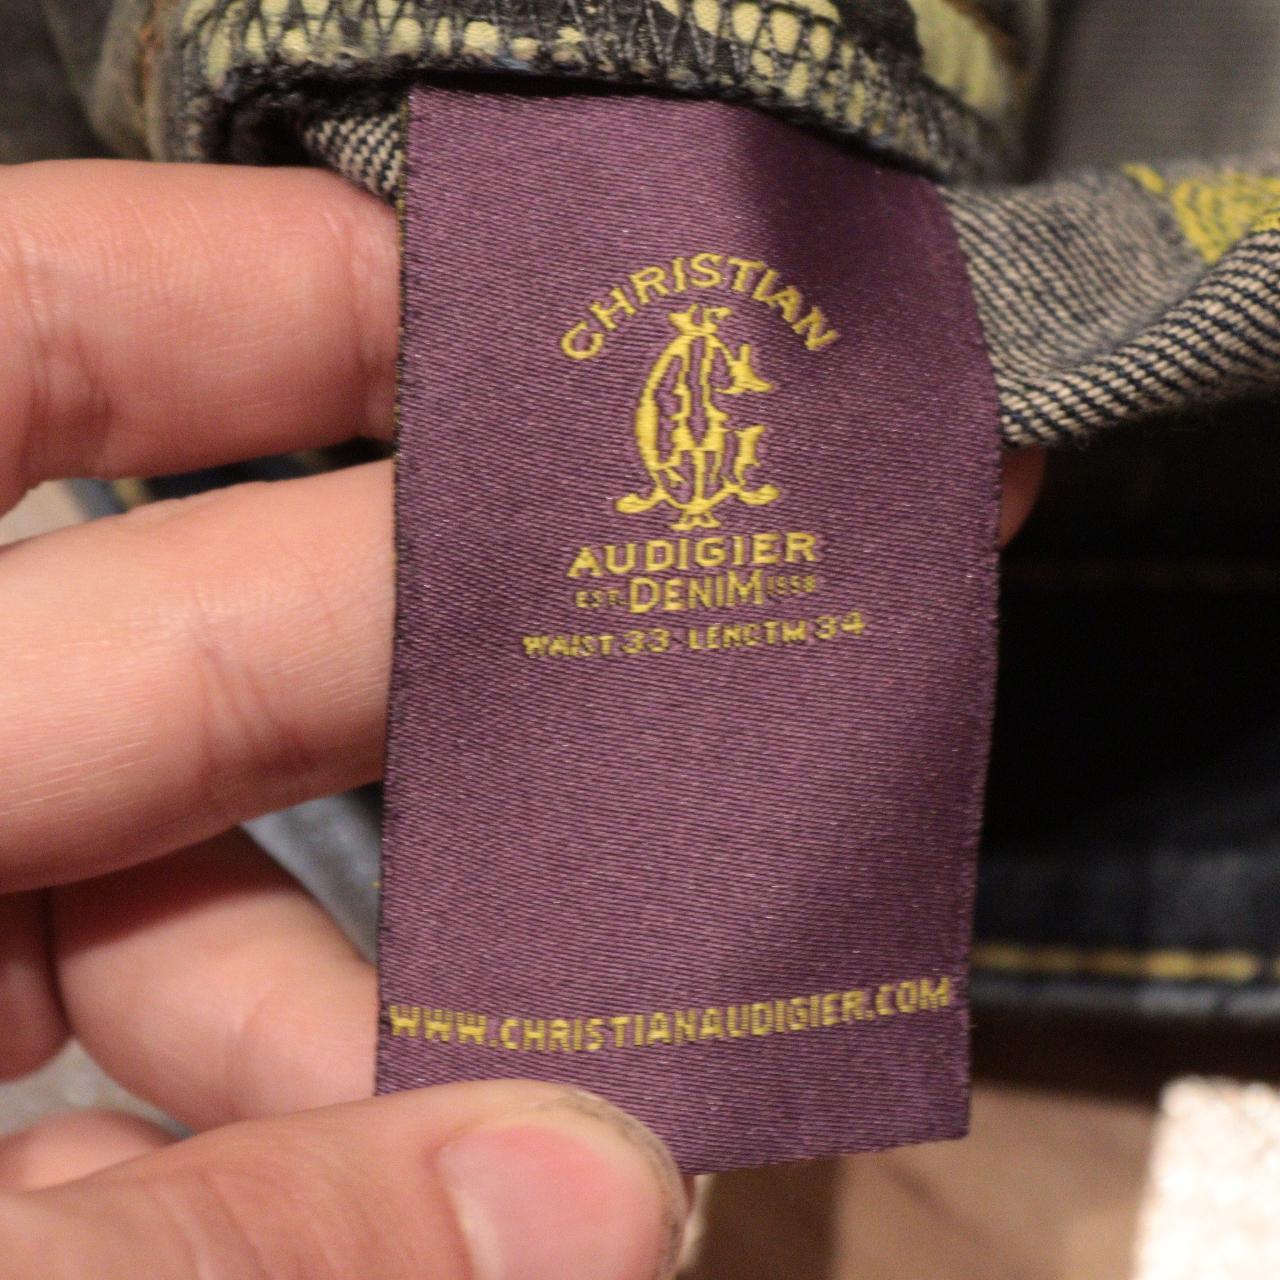 CHRISTIAN
AUDIGIER
EST. DENIM 1958
WAIST 33 LENGTH 34
WWW.CHRISTIANAUDIGIER.COM